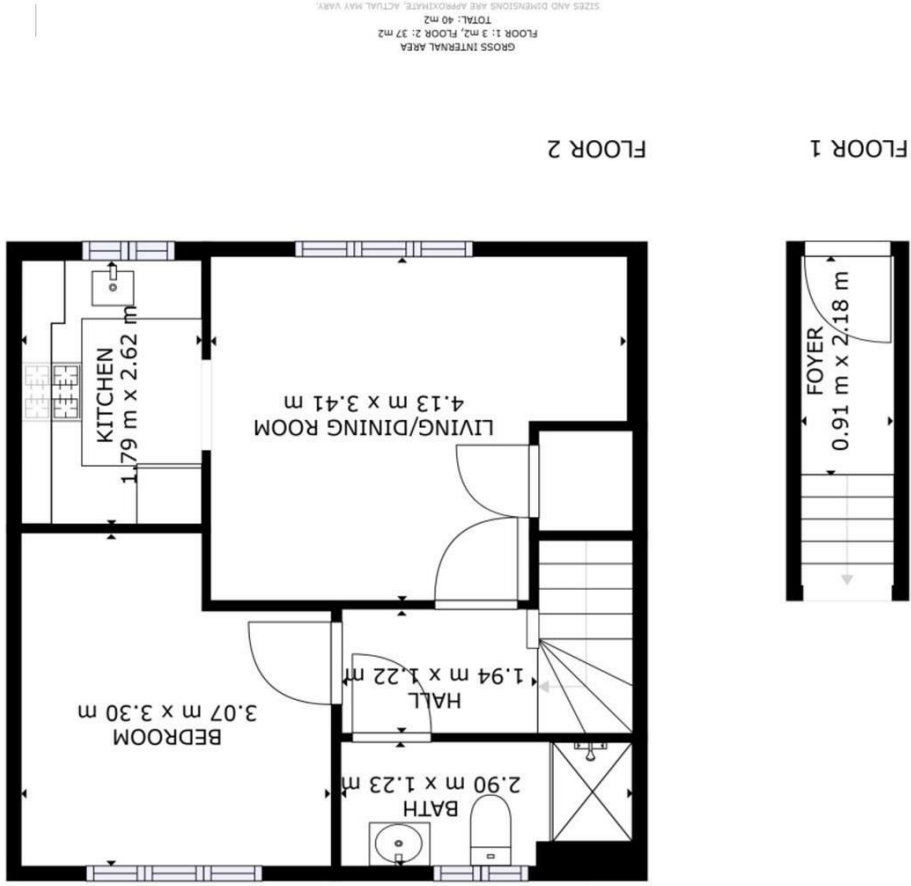 FLOOR 1
FLOOR 2
FOYER
0.91 m x 2.18 m
BATH
2.90 m x 1.23 m
BEDROOM
3.07 m x 3.30 m
HALL
1.94 m x 1.22 m
LIVING/DINING ROOM
4.13 m x 3.41 m
KITCHEN
1.79 m x 2.62 m
GROSS INTERNAL AREA
FLOOR 1: 3 m2, FLOOR 2: 37 m2
TOTAL: 40 m2
SIZES AND DIMENSIONS ARE APPROXIMATE, ACTUAL MAY VARY.